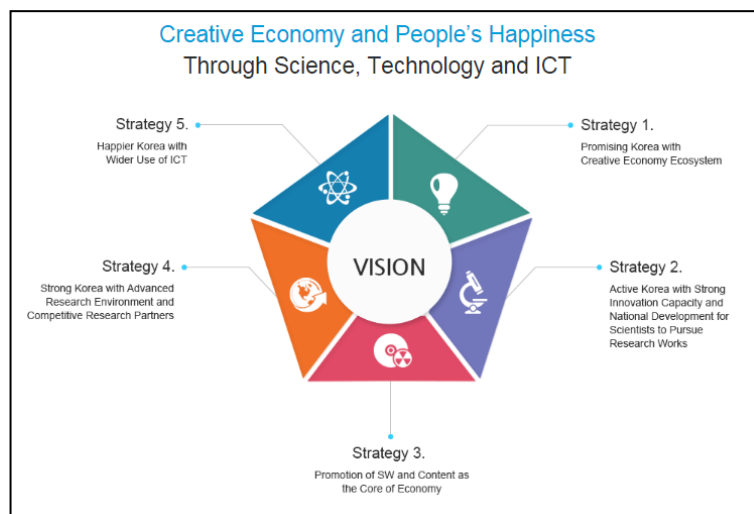 Creative Economy and People's Happiness
Through Science, Technology and ICT
Strategy 1.
Promising Korea with
Creative Economy Ecosystem
Strategy 2.
Active Korea with Strong
Innovation Capacity and
National Development for
Scientists to Pursue
Research Works
Strategy 3.
Promotion of SW and Content as
the Core of Economy
Strategy 4.
Strong Korea with Advanced
Research Environment and
Competitive Research Partners
Strategy 5.
Happier Korea with
Wider Use of ICT
VISION